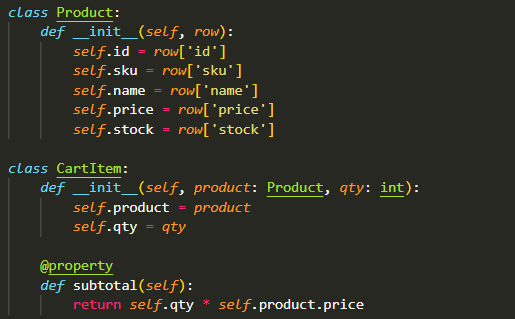 class Product:
    def __init__(self, row):
        self.id = row['id']
        self.sku = row['sku']
        self.name = row['name']
        self.price = row['price']
        self.stock = row['stock']

class CartItem:
    def __init__(self, product: Product, qty: int):
        self.product = product
        self.qty = qty

    @property
    def subtotal(self):
        return self.qty * self.product.price